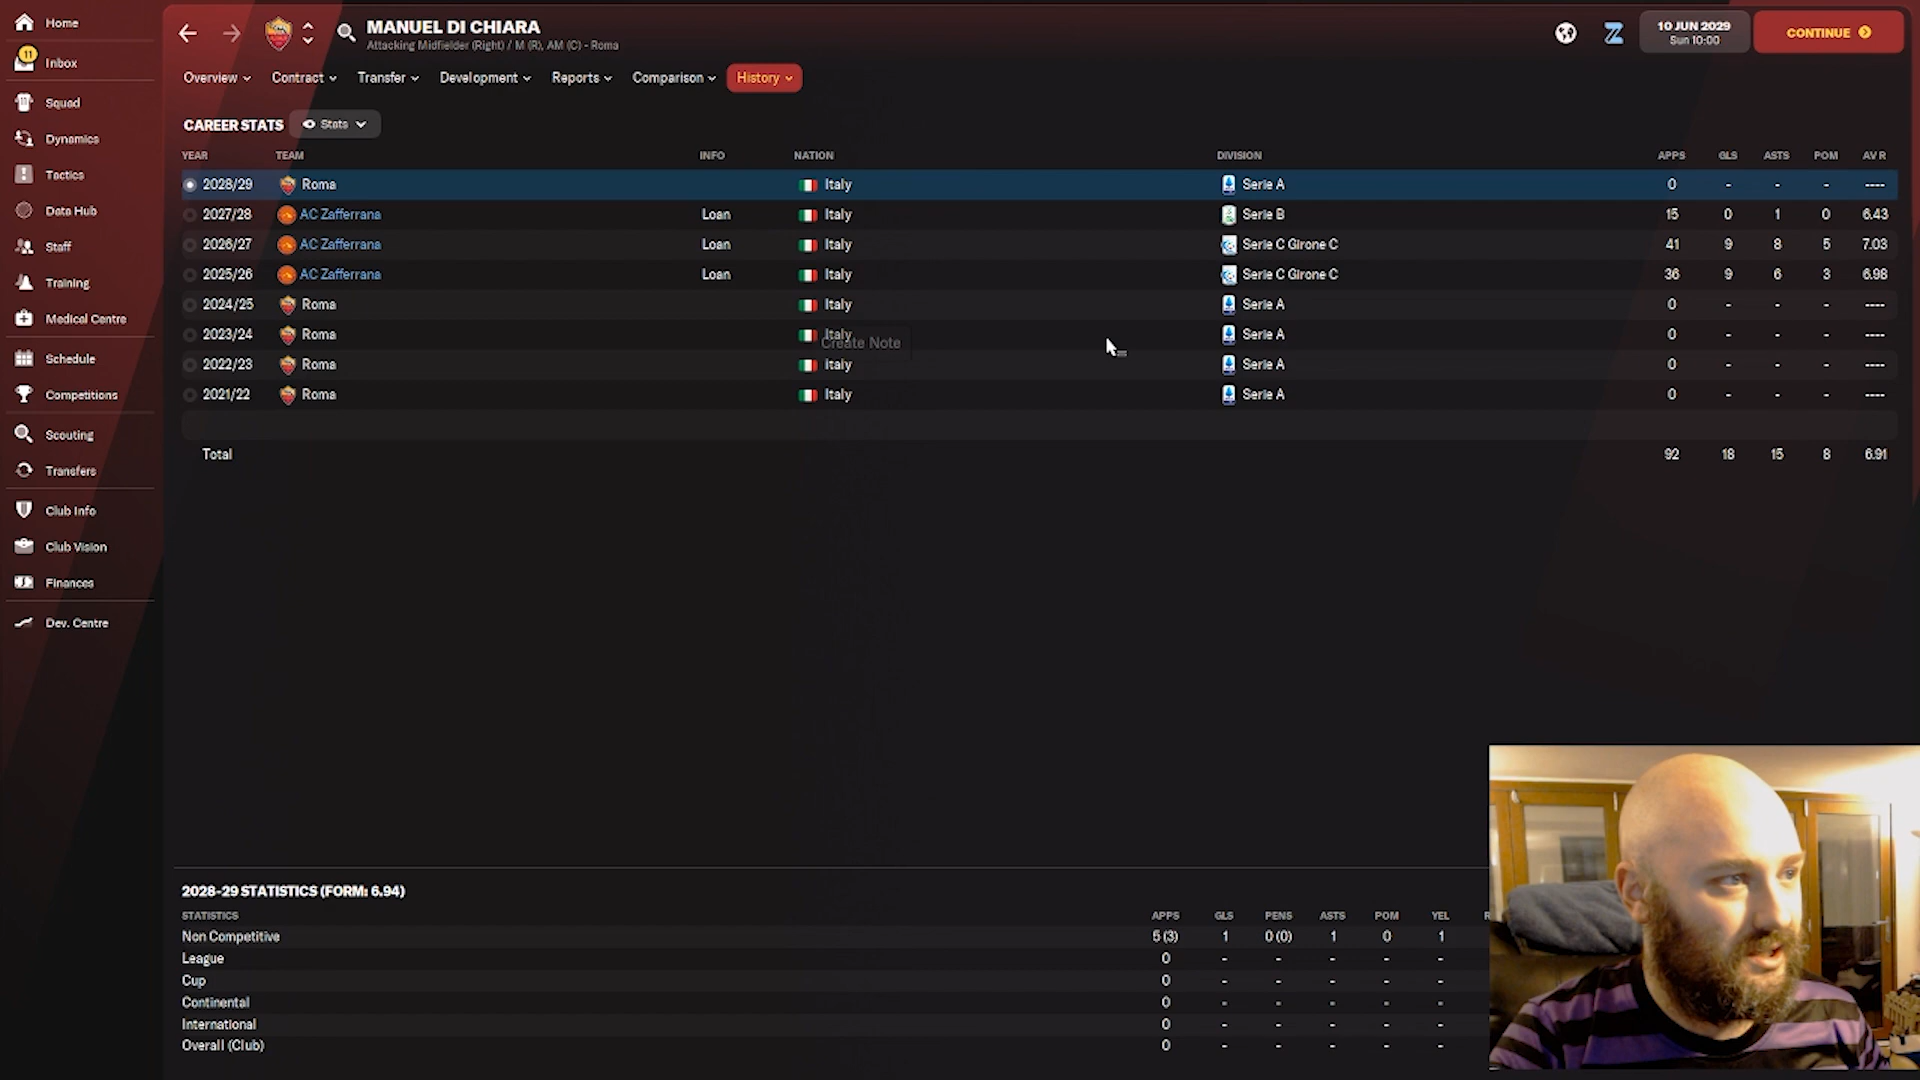 Home
11
Inbox
Squad
Dynamics
Tactics
Data Hub
Staff
Training
Medical Centre
Schedule
Competitions
Scouting
Transfers
Club Info
Club Vision
Finances
Dev. Centre
MANUEL DI CHIARA
Attacking Midfielder (Right) / M (R), AM (C) - Roma
10 JUN 2029
Sun 10:00
CONTINUE
Overview Contract Transfer Development Reports Comparison History
CAREER STATS Stats
YEAR TEAM INFO NATION DIVISION APPS GLS ASTS POM AV R
2028/29 Roma Italy Serie A 0 - - - ----
2027/28 AC Zafferrana Loan Italy Serie B 15 0 1 0 6.43
2026/27 AC Zafferrana Loan Italy Serie C Girone C 41 9 8 5 7.03
2025/26 AC Zafferrana Loan Italy Serie C Girone C 36 9 6 3 6.98
2024/25 Roma Italy Serie A 0 - - - ----
2023/24 Roma Italy Serie A 0 - - - ----
Create Note
2022/23 Roma Italy Serie A 0 - - - ----
2021/22 Roma Italy Serie A 0 - - - ----
Total 92 18 15 8 6.91
2028-29 STATISTICS (FORM: 6.94)
STATISTICS APPS GLS PENS ASTS POM YEL R
Non Competitive 5 (3) 1 0 (0) 1 0 1
League 0 - - - - -
Cup 0 - - - - -
Continental 0 - - - - -
International 0 - - - - -
Overall (Club) 0 - - - - -